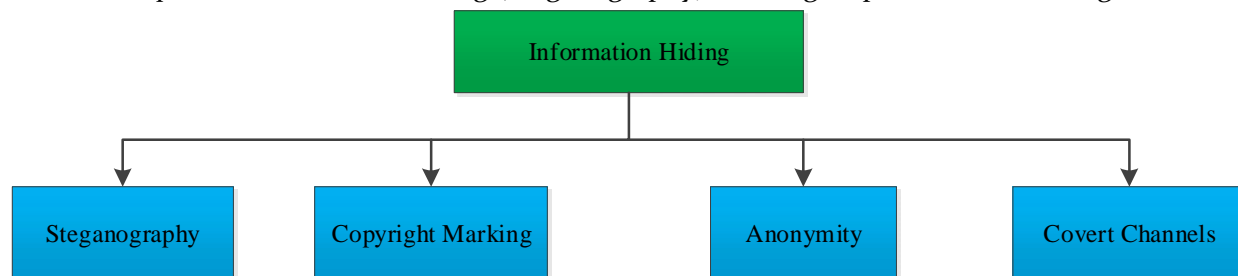 Information Hiding
Steganography
Copyright Marking
Anonymity
Covert Channels